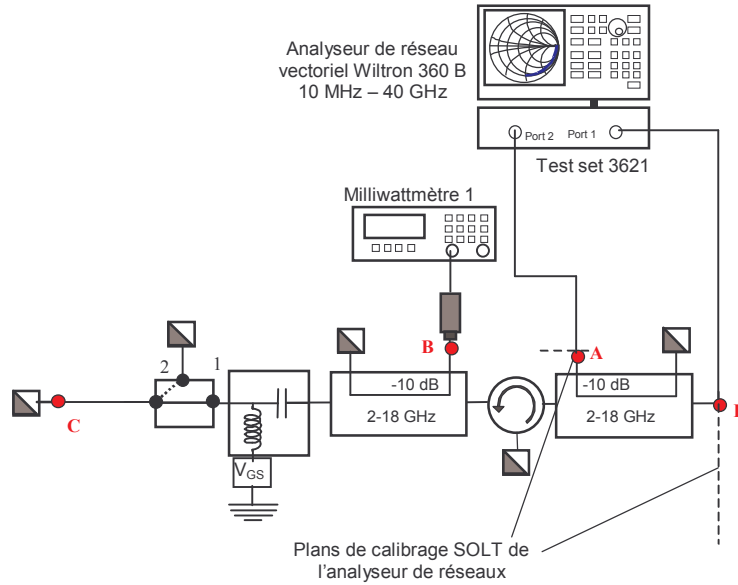 Analyseur de réseau
vectoriel Wiltron 360 B
10 MHz – 40 GHz
Port 2
Port 1
Test set 3621
Milliwattmètre 1
B
A
2
1
-10 dB
-10 dB
C
2-18 GHz
2-18 GHz
VGS
Plans de calibrage SOLT de
l'analyseur de réseaux